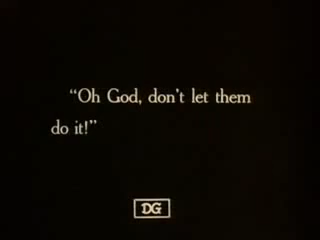 “Oh God, don't let them
do it!”
DG